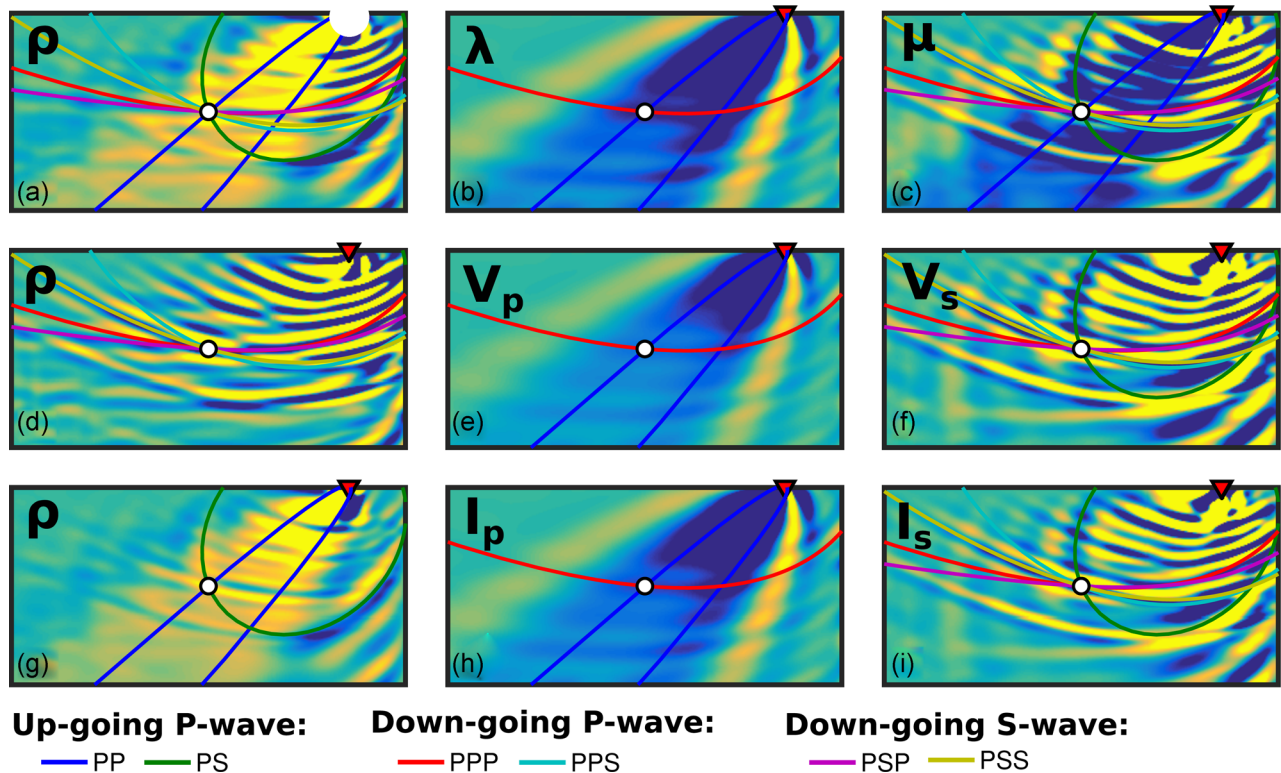 ρ λ μ
(a) (b) (c)
ρ Vp Vs
(d) (e) (f)
ρ Ip Is
(g) (h) (i)
Up-going P-wave: Down-going P-wave: Down-going S-wave:
PP PS PPP PPS PSP PSS